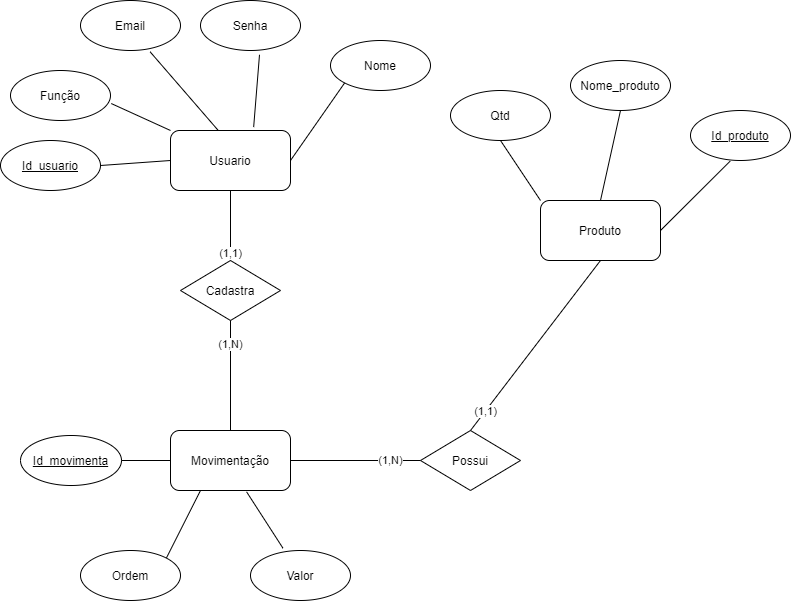 Email
Senha
Nome
Função
Nome_produto
Qtd
Id_produto
Usuario
Id_usuario
Produto
(1,1)
Cadastra
(1,N)
(1,1)
Id_movimenta
Movimentação
(1,N)
Possui
Ordem
Valor